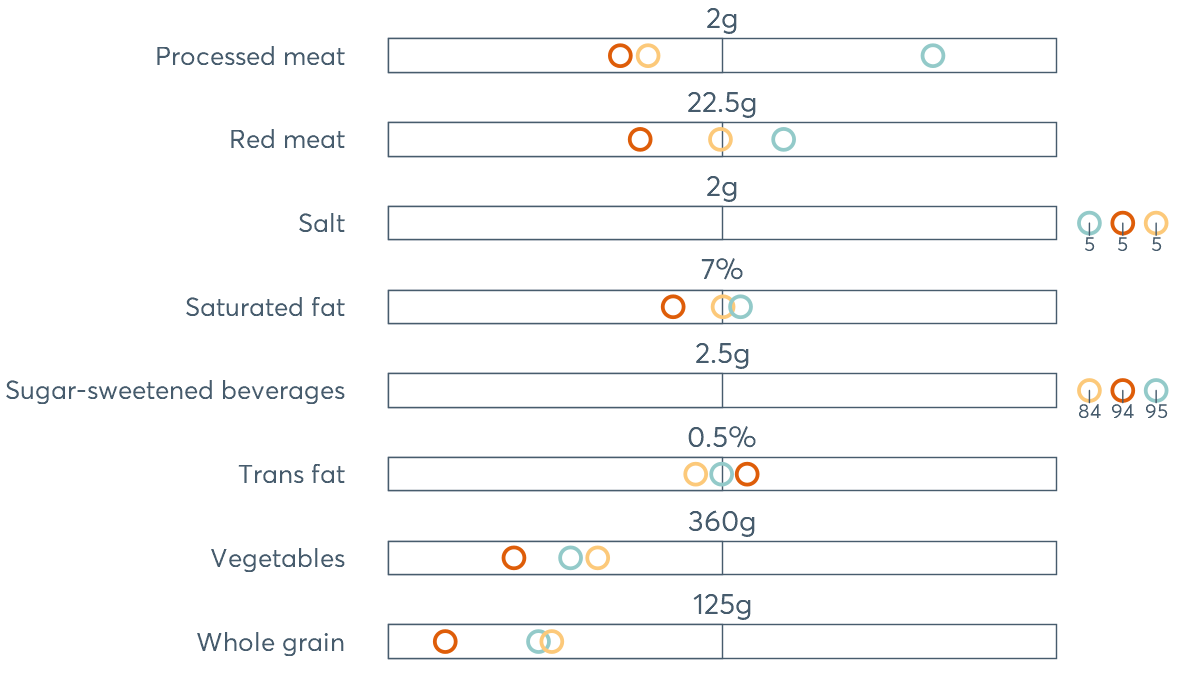 2g
Processed meat
22.5g
Red meat
2g
Salt
5 5 5
7%
Saturated fat
2.5g
Sugar-sweetened beverages
84 94 95
0.5%
Trans fat
360g
Vegetables
125g
Whole grain